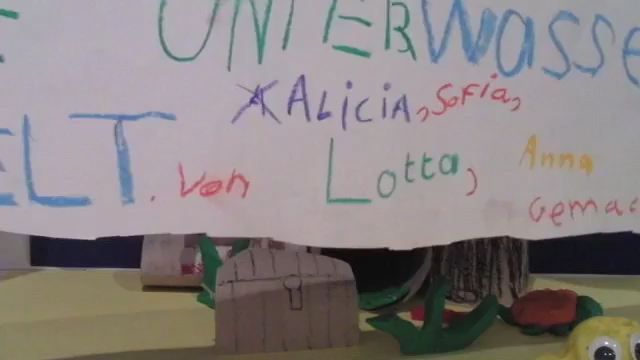 E UNTERWASSE
ELT. von
*ALiCiA, SoFia,
Lotta, Anna
Gemac